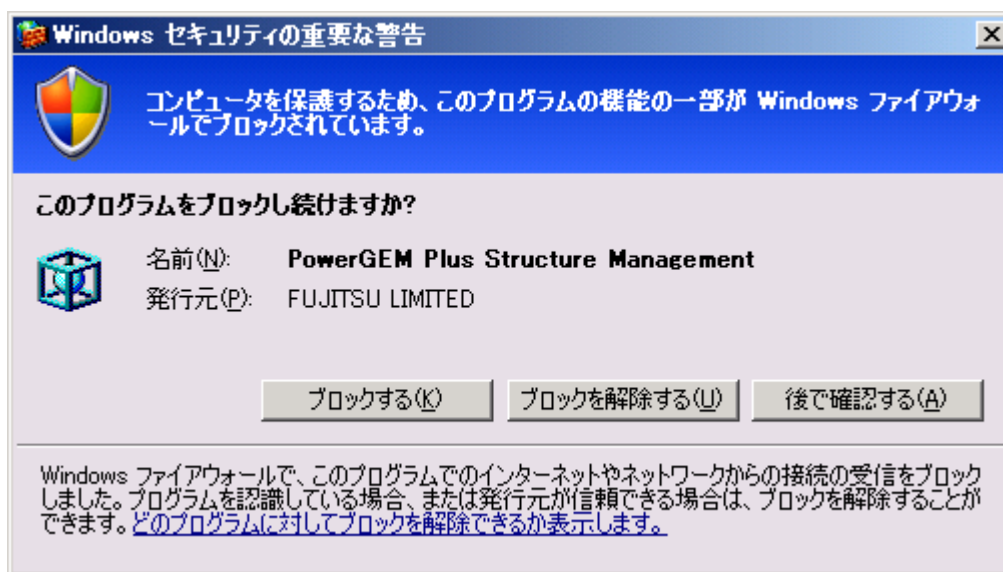 Windows セキュリティの重要な警告
コンピュータを保護するため、このプログラムの機能の一部が Windows ファイアウォ
ールでブロックされています。
このプログラムをブロックし続けますか?
名前(N): PowerGEM Plus Structure Management
発行元(P): FUJITSU LIMITED
ブロックする(K) ブロックを解除する(U) 後で確認する(A)
Windows ファイアウォールで、このプログラムでのインターネットやネットワークからの接続の受信をブロック
しました。プログラムを認識している場合、または発行元が信頼できる場合は、ブロックを解除することが
できます。どのプログラムに対してブロックを解除できるか表示します。